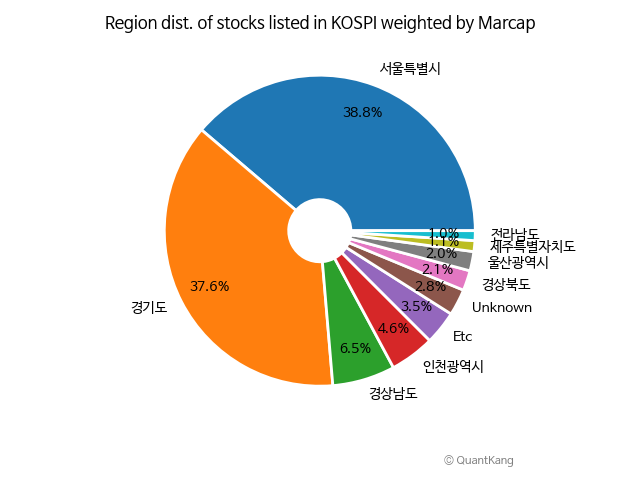 Region dist. of stocks listed in KOSPI weighted by Marcap
서울특별시
38.8%
경기도
37.6%
경상남도
6.5%
인천광역시
4.6%
Etc
3.5%
Unknown
2.8%
경상북도
2.1%
울산광역시
2.0%
제주특별자치도
1.1%
전라남도
1.0%
© QuantKang